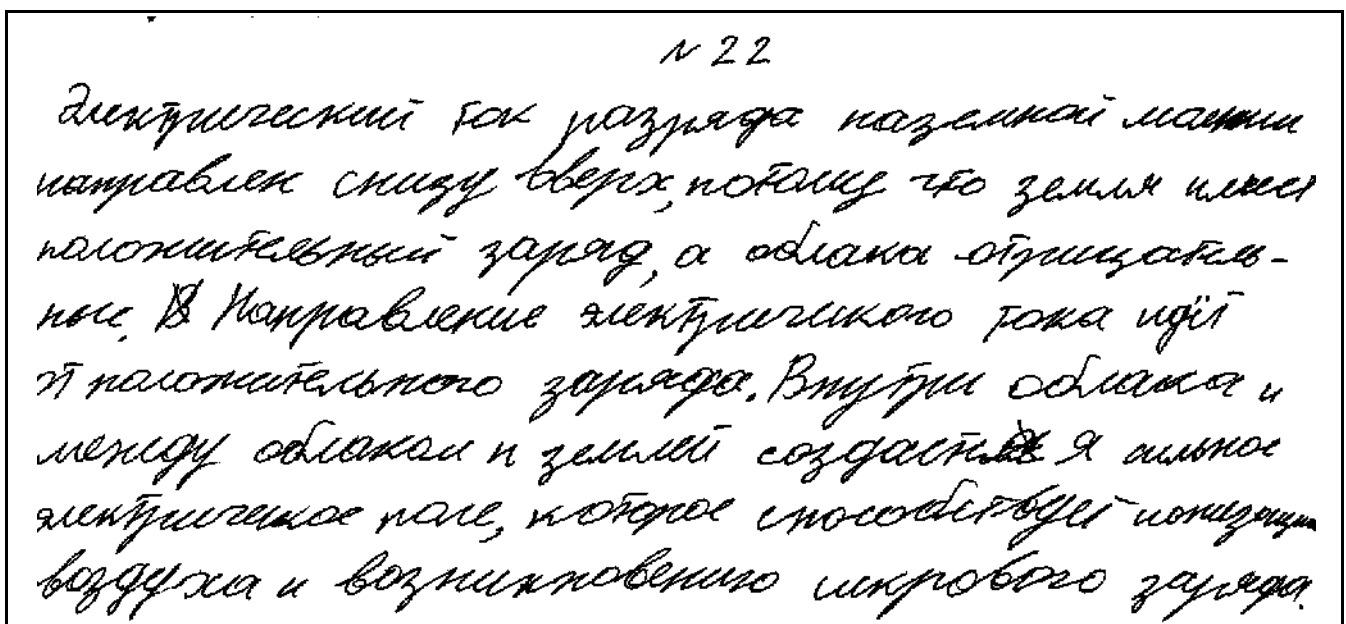 № 22
Электрический ток разряда наземной молнии
направлен снизу вверх, потому что земля имеет
положительный заряд, а облака отрицатель-
ные. Направление электрического тока идёт
от положительного заряда. Внутри облака и
между облаком и землей создается сильное
электрическое поле, которое способствует ионизации
воздуха и возникновению искрового заряда.